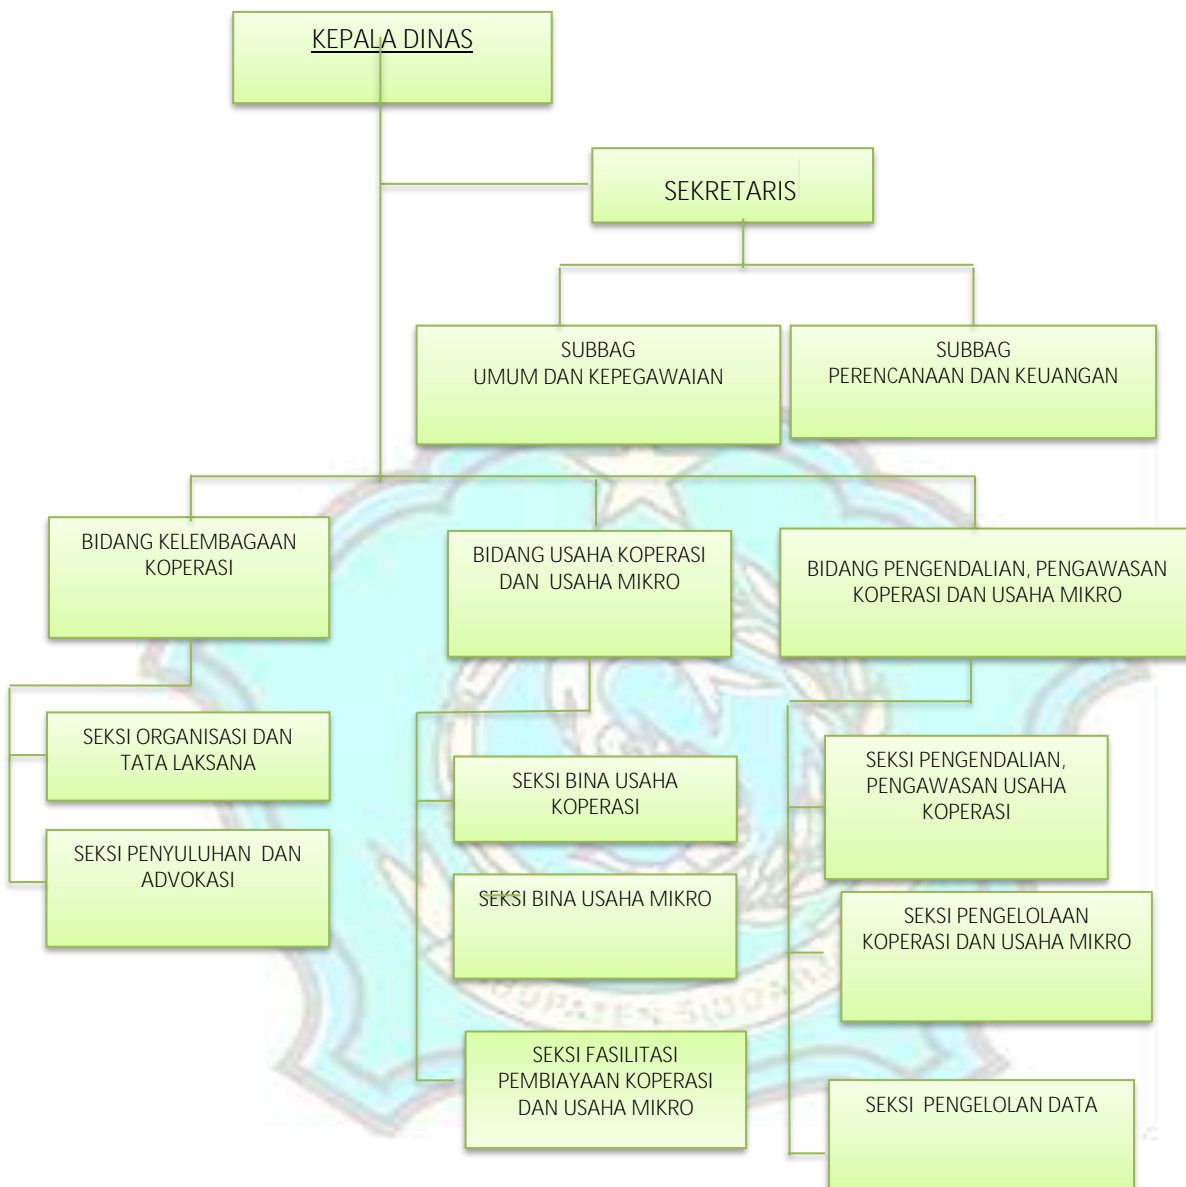 KEPALA DINAS
SEKRETARIS
SUBBAG
UMUM DAN KEPEGAWAIAN
SUBBAG
PERENCANAAN DAN KEUANGAN
BIDANG KELEMBAGAAN
KOPERASI
BIDANG USAHA KOPERASI
DAN USAHA MIKRO
BIDANG PENGENDALIAN, PENGAWASAN
KOPERASI DAN USAHA MIKRO
SEKSI ORGANISASI DAN
TATA LAKSANA
SEKSI PENYULUHAN DAN
ADVOKASI
SEKSI BINA USAHA
KOPERASI
SEKSI BINA USAHA MIKRO
SEKSI FASILITASI
PEMBIAYAAN KOPERASI
DAN USAHA MIKRO
SEKSI PENGENDALIAN,
PENGAWASAN USAHA
KOPERASI
SEKSI PENGELOLAAN
KOPERASI DAN USAHA MIKRO
SEKSI PENGELOLAN DATA